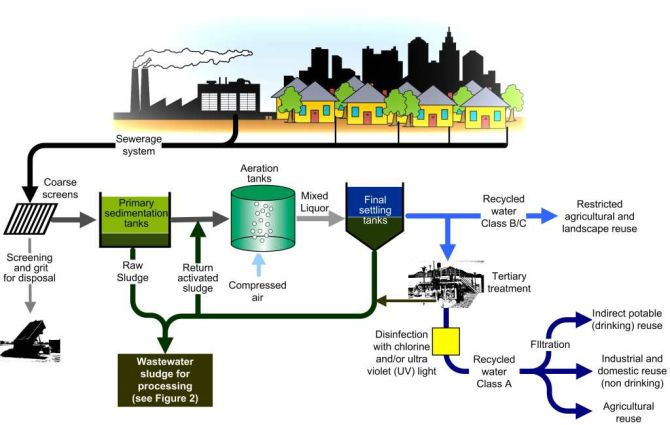 Sewerage
system
Coarse
screens
Primary
sedimentation
tanks
Aeration
tanks
Mixed
Liquor
Final
settling
tanks
Recycled
water
Class B/C
Restricted
agricultural and
landscape reuse
Screening
and grit
for disposal
Raw
Sludge
Return
activated
sludge
Compressed
air
Tertiary
treatment
Wastewater
sludge for
processing
(see Figure 2)
Disinfection
with chlorine
and/or ultra
violet (UV) light
Recycled
water
Class A
FIltration
Indirect potable
(drinking) reuse
Industrial and
domestic reuse
(non drinking)
Agricultural
reuse